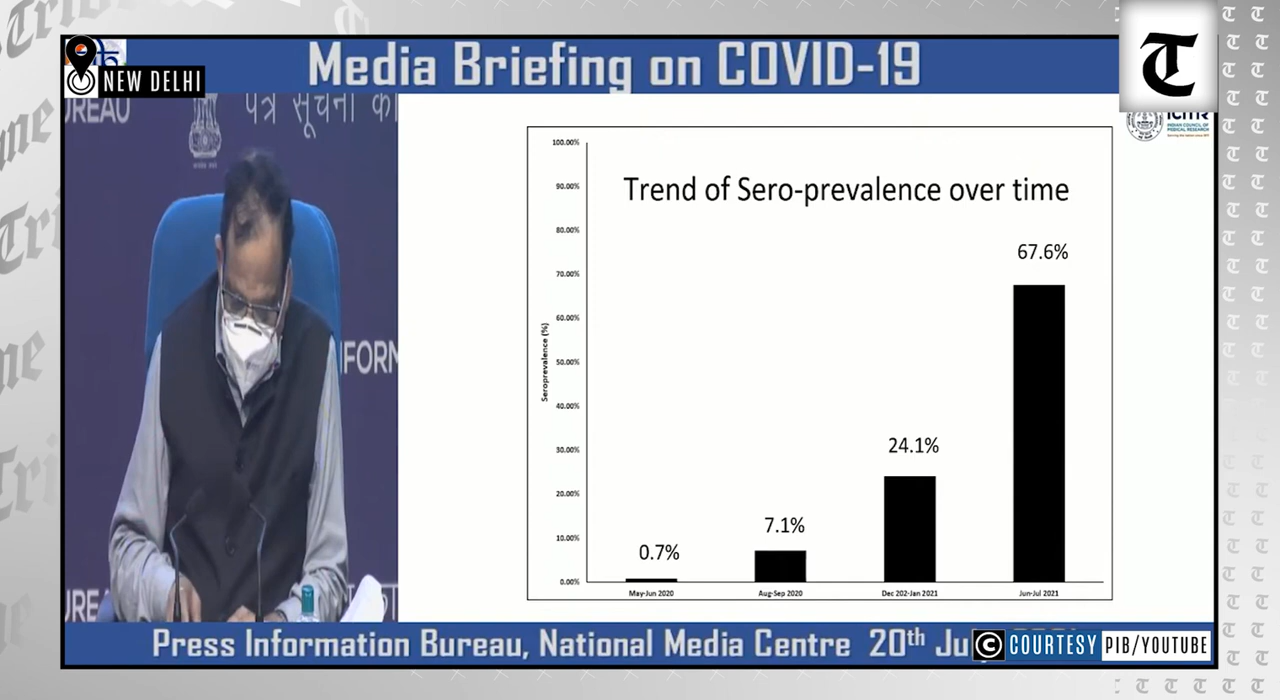 Media Briefing on COVID-19
NEW DELHI
UREAU
पत्र सूचना का
INDIAN COUNCIL OF
MEDICAL RESEARCH
Trend of Sero-prevalence over time
100.00%
90.00%
80.00%
70.00%
60.00%
50.00%
40.00%
30.00%
20.00%
10.00%
0.00%
Seroprevalence (%)
0.7%
7.1%
24.1%
67.6%
May-Jun 2020
Aug-Sep 2020
Dec 202-Jan 2021
Jun-Jul 2021
INFORM
UREA
Press Information Bureau, National Media Centre 20th Ju
© COURTESY PIB/YOUTUBE